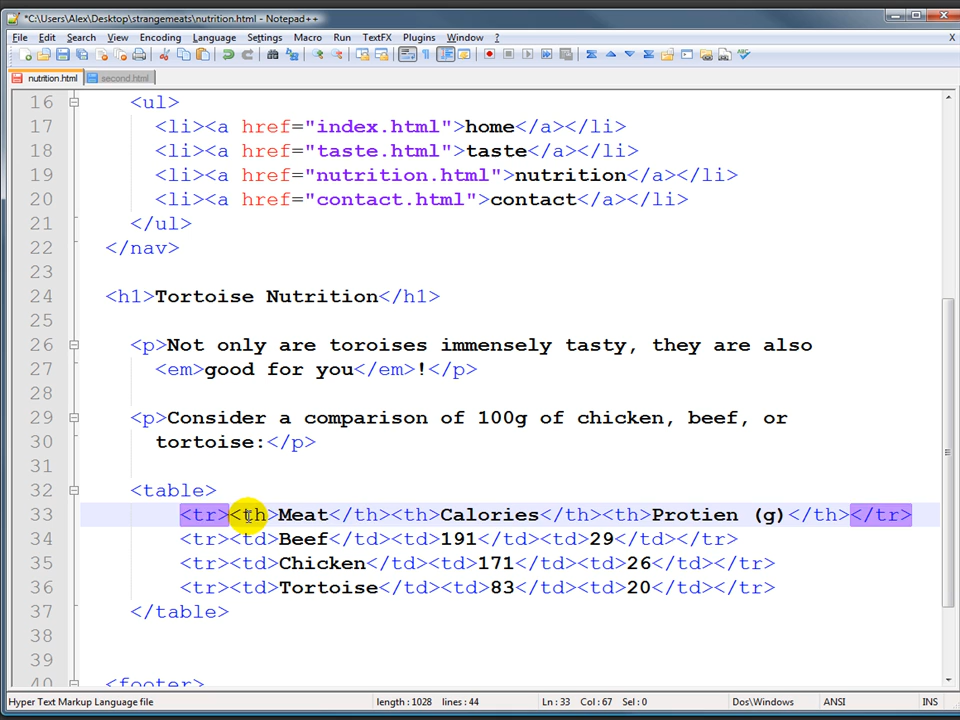 *C:\Users\Alex\Desktop\strangemeats\nutrition.html - Notepad++
File Edit Search View Encoding Language Settings Macro Run TextFX Plugins Window ? X
nutrition.html second.html
16 <ul>
17 <li><a href="index.html">home</a></li>
18 <li><a href="taste.html">taste</a></li>
19 <li><a href="nutrition.html">nutrition</a></li>
20 <li><a href="contact.html">contact</a></li>
21 </ul>
22 </nav>
23
24 <h1>Tortoise Nutrition</h1>
25
26 <p>Not only are toroises immensely tasty, they are also
27 <em>good for you</em>!</p>
28
29 <p>Consider a comparison of 100g of chicken, beef, or
30 tortoise:</p>
31
32 <table>
33 <tr><th>Meat</th><th>Calories</th><th>Protien (g)</th></tr>
34 <tr><td>Beef</td><td>191</td><td>29</td></tr>
35 <tr><td>Chicken</td><td>171</td><td>26</td></tr>
36 <tr><td>Tortoise</td><td>83</td><td>20</td></tr>
37 </table>
38
39
40 <footer>
Hyper Text Markup Language file length : 1028 lines : 44 Ln : 33 Col : 67 Sel : 0 Dos\Windows ANSI INS